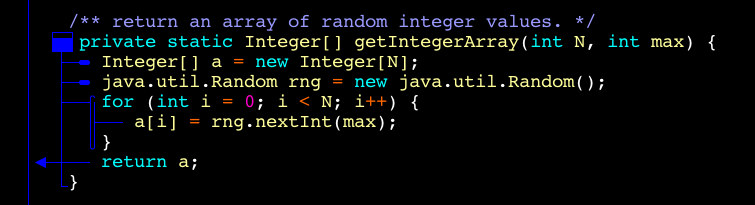 /** return an array of random integer values. */
private static Integer[] getIntegerArray(int N, int max) {
Integer[] a = new Integer[N];
java.util.Random rng = new java.util.Random();
for (int i = 0; i < N; i++) {
a[i] = rng.nextInt(max);
}
return a;
}